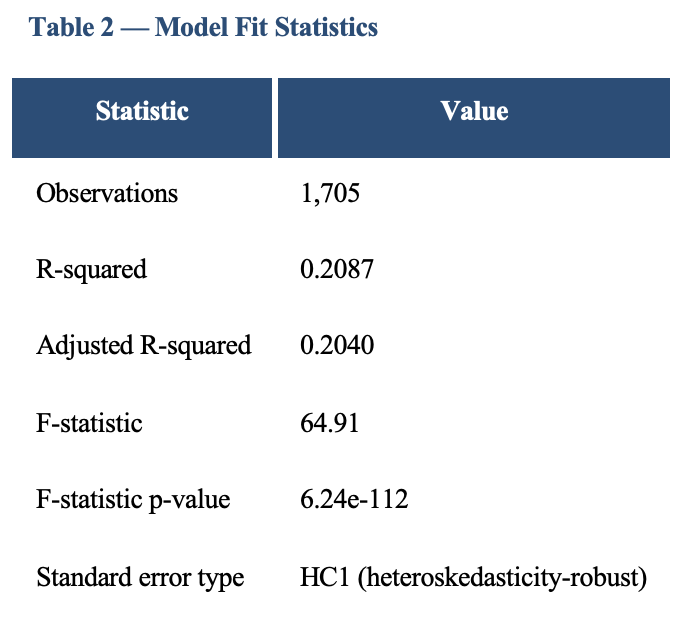 Table 2 — Model Fit Statistics
Statistic Value
Observations 1,705
R-squared 0.2087
Adjusted R-squared 0.2040
F-statistic 64.91
F-statistic p-value 6.24e-112
Standard error type HC1 (heteroskedasticity-robust)